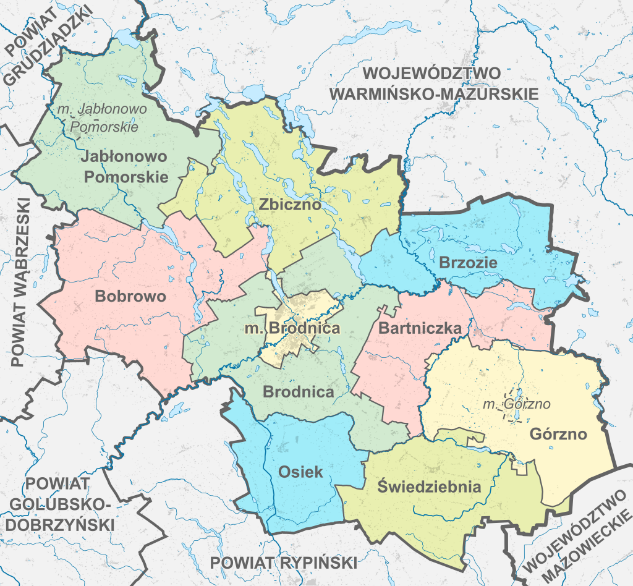 POWIAT
GRUDZIĄDZKI
WOJEWÓDZTWO
WARMIŃSKO-MAZURSKIE
m. Jabłonowo
Pomorskie
Jabłonowo
Pomorskie
Zbiczno
POWIAT WĄBRZESKI
Brzozie
Bobrowo
m. Brodnica
Bartniczka
Brodnica
m. Górzno
Górzno
Osiek
Świedziebnia
POWIAT
GOLUBSKO-
DOBRZYŃSKI
POWIAT RYPIŃSKI
WOJEWÓDZTWO
MAZOWIECKIE